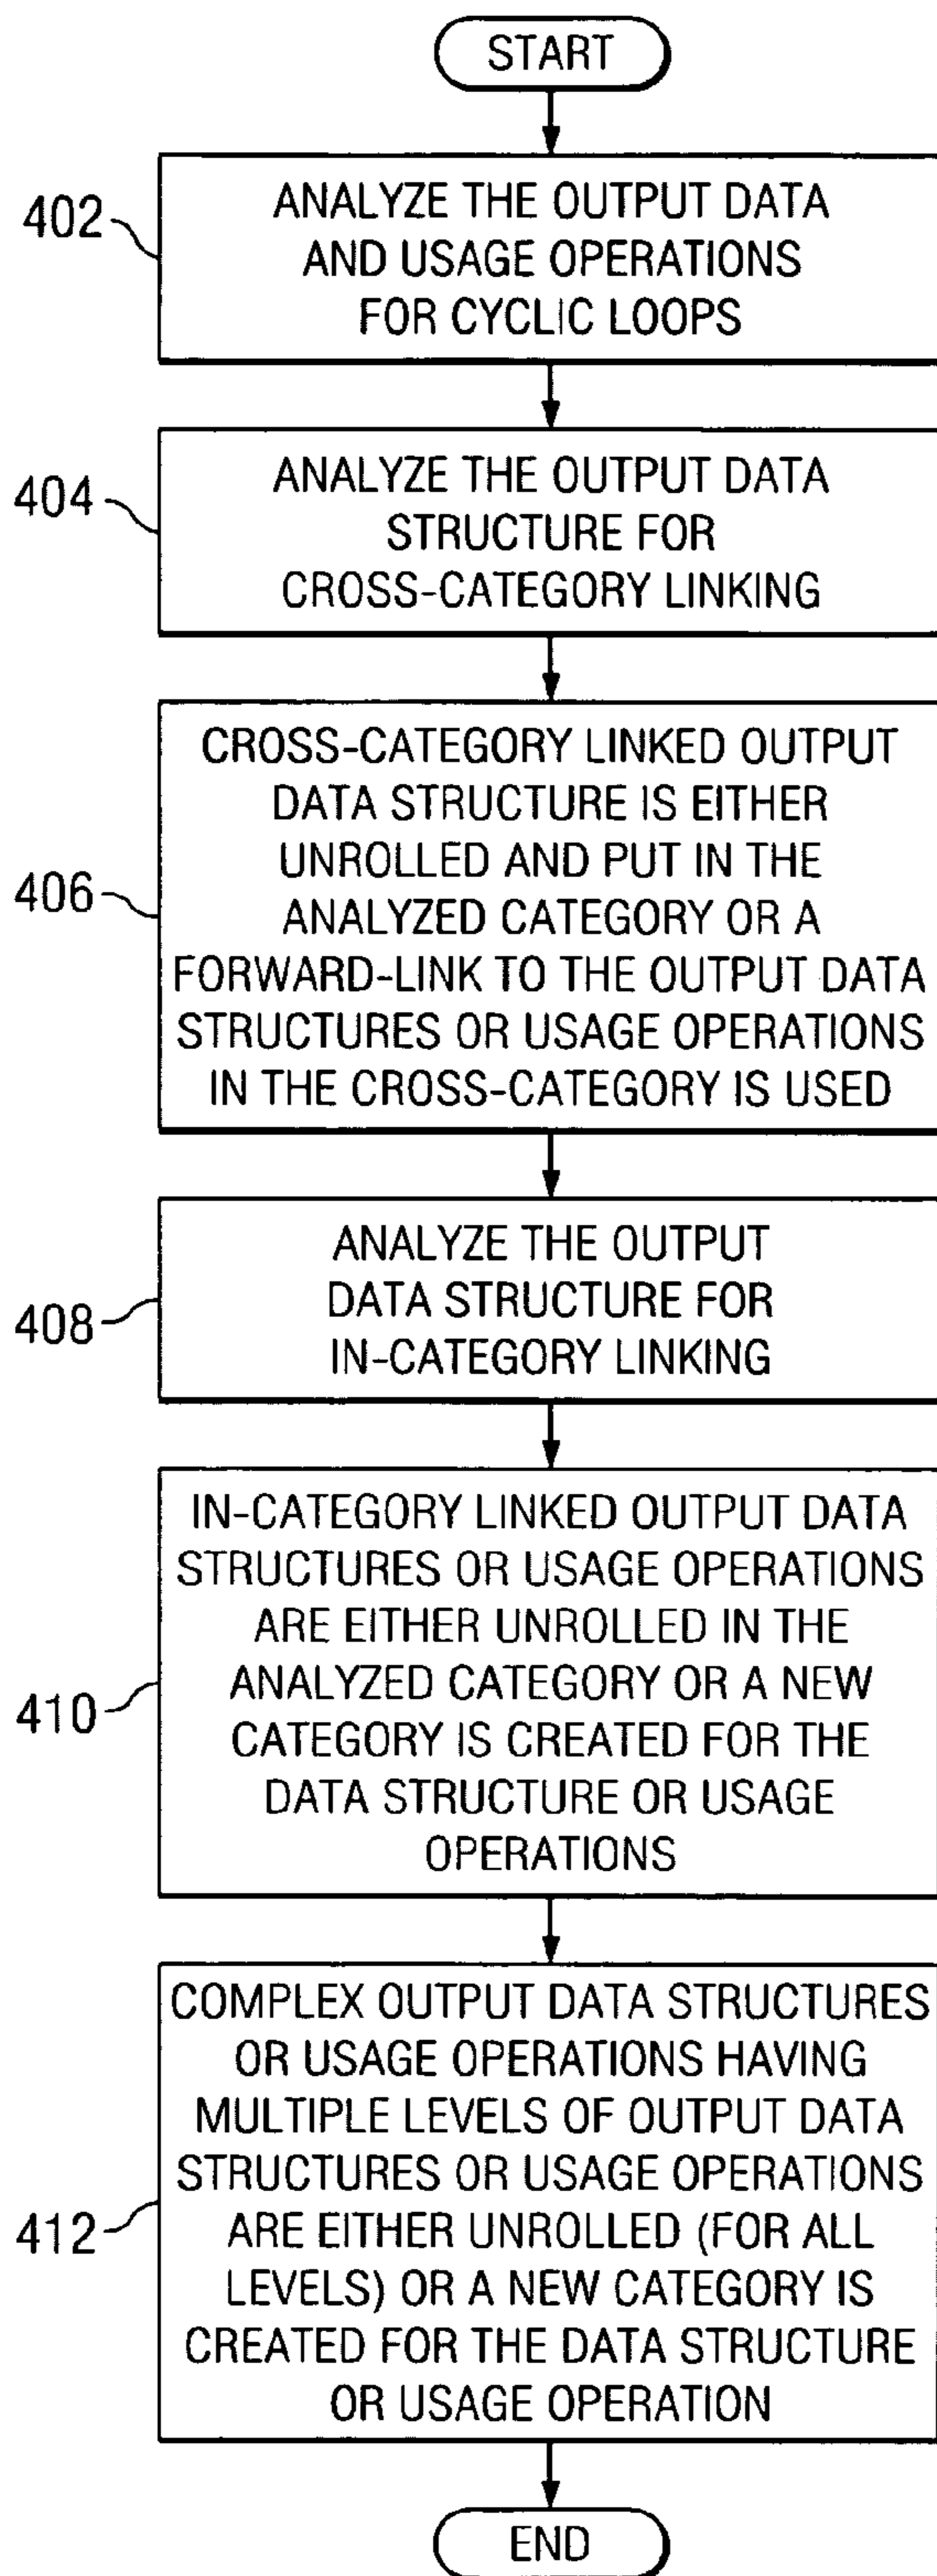 START
402
ANALYZE THE OUTPUT DATA
AND USAGE OPERATIONS
FOR CYCLIC LOOPS
404
ANALYZE THE OUTPUT DATA
STRUCTURE FOR
CROSS-CATEGORY LINKING
406
CROSS-CATEGORY LINKED OUTPUT
DATA STRUCTURE IS EITHER
UNROLLED AND PUT IN THE
ANALYZED CATEGORY OR A
FORWARD-LINK TO THE OUTPUT DATA
STRUCTURES OR USAGE OPERATIONS
IN THE CROSS-CATEGORY IS USED
408
ANALYZE THE OUTPUT
DATA STRUCTURE FOR
IN-CATEGORY LINKING
410
IN-CATEGORY LINKED OUTPUT DATA
STRUCTURES OR USAGE OPERATIONS
ARE EITHER UNROLLED IN THE
ANALYZED CATEGORY OR A NEW
CATEGORY IS CREATED FOR THE
DATA STRUCTURE OR USAGE
OPERATIONS
412
COMPLEX OUTPUT DATA STRUCTURES
OR USAGE OPERATIONS HAVING
MULTIPLE LEVELS OF OUTPUT DATA
STRUCTURES OR USAGE OPERATIONS
ARE EITHER UNROLLED (FOR ALL
LEVELS) OR A NEW CATEGORY IS
CREATED FOR THE DATA STRUCTURE
OR USAGE OPERATION
END